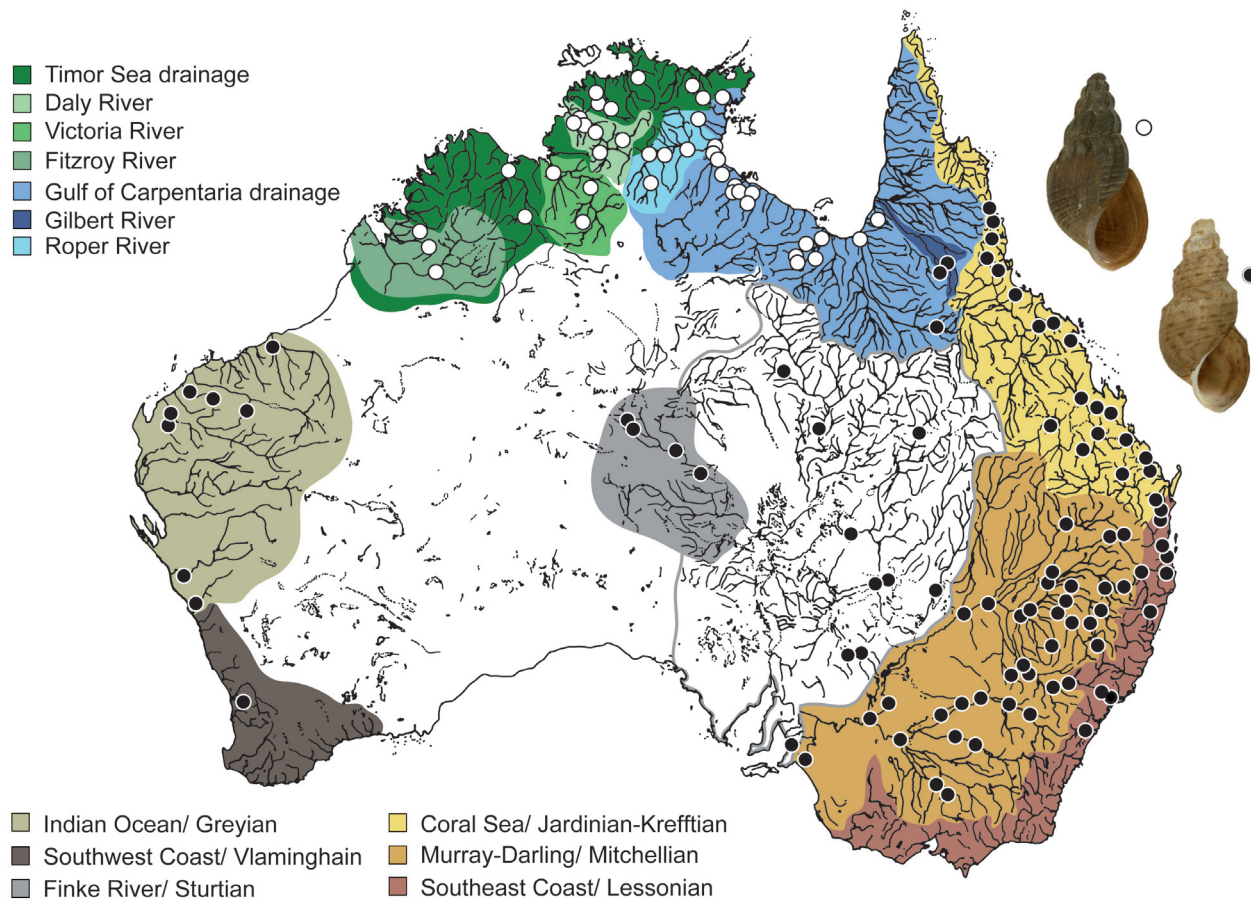 Timor Sea drainage
Daly River
Victoria River
Fitzroy River
Gulf of Carpentaria drainage
Gilbert River
Roper River
Indian Ocean/ Greyian
Southwest Coast/ Vlaminghain
Finke River/ Sturtian
Coral Sea/ Jardinian-Krefftian
Murray-Darling/ Mitchellian
Southeast Coast/ Lessonian